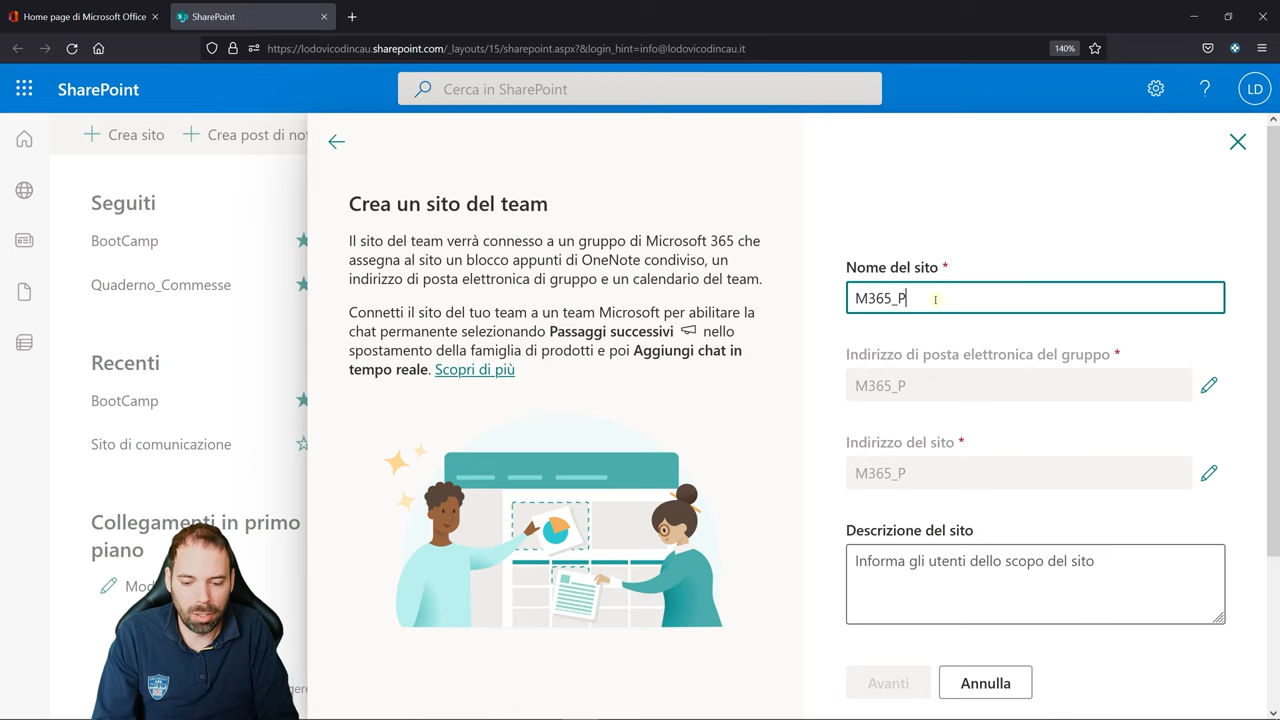 Home page di Microsoft Office
SharePoint
https://lodovicodincau.sharepoint.com/_layouts/15/sharepoint.aspx?&login_hint=info@lodovicodincau.it
140%
SharePoint
Cerca in SharePoint
LD
Crea sito
Crea post di not
Seguiti
BootCamp
Quaderno_Commesse
Recenti
BootCamp
Sito di comunicazione
Collegamenti in primo
piano
Mod
Crea un sito del team
Il sito del team verrà connesso a un gruppo di Microsoft 365 che
assegna al sito un blocco appunti di OneNote condiviso, un
indirizzo di posta elettronica di gruppo e un calendario del team.
Connetti il sito del tuo team a un team Microsoft per abilitare la
chat permanente selezionando Passaggi successivi nello
spostamento della famiglia di prodotti e poi Aggiungi chat in
tempo reale. Scopri di più
Nome del sito *
M365_P
Indirizzo di posta elettronica del gruppo *
M365_P
Indirizzo del sito *
M365_P
Descrizione del sito
Informa gli utenti dello scopo del sito
Avanti
Annulla